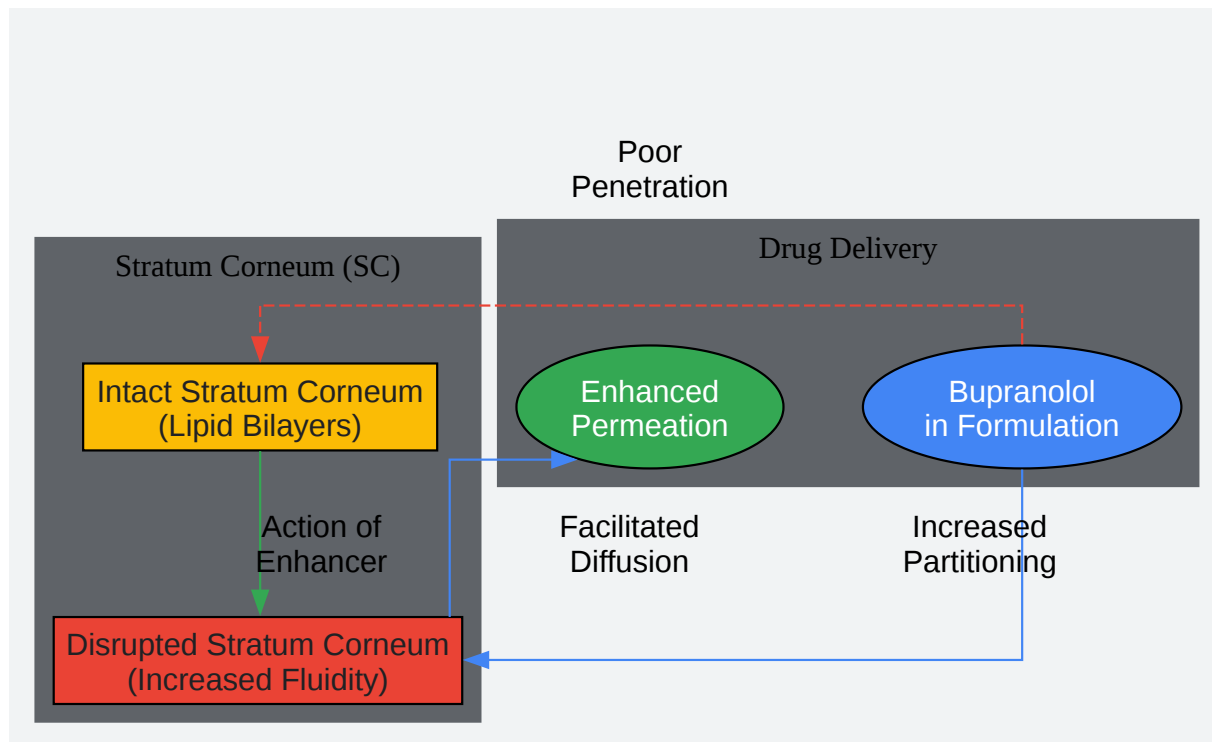 Poor
Penetration
Stratum Corneum (SC)
Drug Delivery
Intact Stratum Corneum
(Lipid Bilayers)
Enhanced
Permeation
Bupranolol
in Formulation
Action of
Enhancer
Facilitated
Diffusion
Increased
Partitioning
Disrupted Stratum Corneum
(Increased Fluidity)